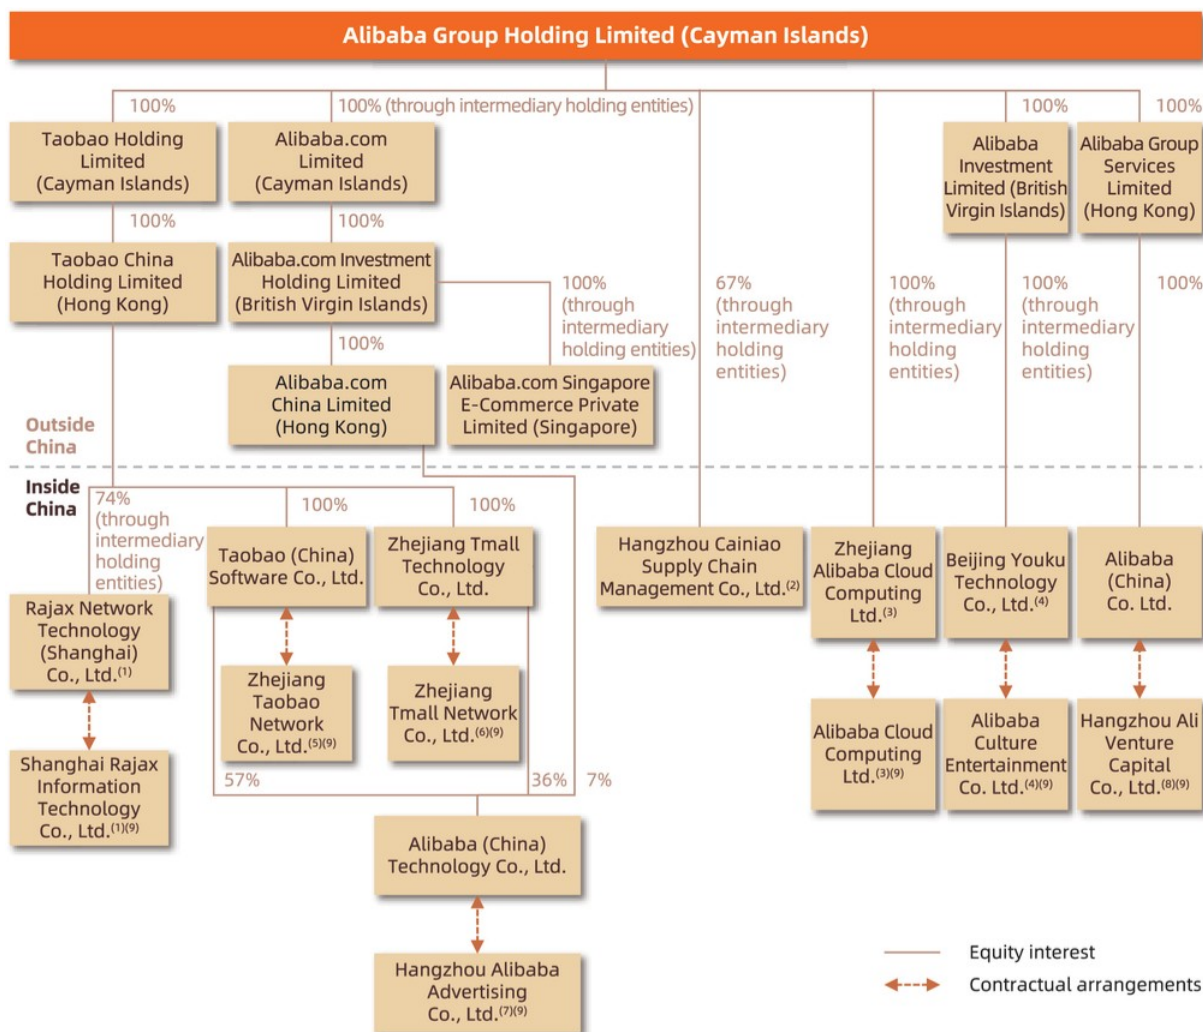 Alibaba Group Holding Limited (Cayman Islands)
100%
100% (through intermediary holding entities)
100%
100%
Taobao Holding
Limited
(Cayman Islands)
Alibaba.com
Limited
(Cayman Islands)
Alibaba
Investment
Limited (British
Virgin Islands)
Alibaba Group
Services
Limited
(Hong Kong)
100%
100%
Taobao China
Holding Limited
(Hong Kong)
Alibaba.com Investment
Holding Limited
(British Virgin Islands)
100%
(through
intermediary
holding entities)
67%
(through
intermediary
holding
entities)
100%
(through
intermediary
holding
entities)
100%
(through
intermediary
holding
entities)
100%
100%
Alibaba.com
China Limited
(Hong Kong)
Alibaba.com Singapore
E-Commerce Private
Limited (Singapore)
Outside
China
Inside
China
74%
(through
intermediary
holding
entities)
100%
100%
Taobao (China)
Software Co., Ltd.
Zhejiang Tmall
Technology
Co., Ltd.
Hangzhou Cainiao
Supply Chain
Management Co., Ltd.(2)
Zhejiang
Alibaba Cloud
Computing
Ltd.(3)
Beijing Youku
Technology
Co., Ltd.(4)
Alibaba
(China)
Co. Ltd.
Rajax Network
Technology
(Shanghai)
Co., Ltd.(1)
Zhejiang
Taobao
Network
Co., Ltd.(5)(9)
Zhejiang
Tmall Network
Co., Ltd.(6)(9)
Alibaba Cloud
Computing
Ltd.(3)(9)
Alibaba
Culture
Entertainment
Co. Ltd.(4)(9)
Hangzhou Ali
Venture
Capital
Co., Ltd.(8)(9)
Shanghai Rajax
Information
Technology
Co., Ltd.(1)(9)
57%
36%
7%
Alibaba (China)
Technology Co., Ltd.
Hangzhou Alibaba
Advertising
Co., Ltd.(7)(9)
Equity interest
Contractual arrangements